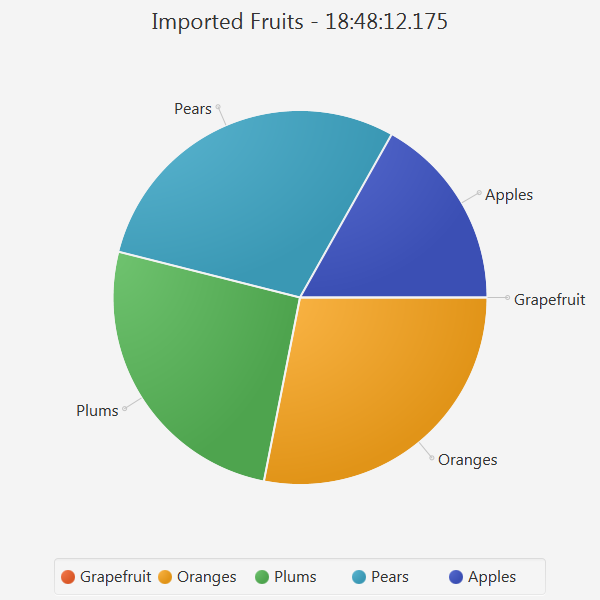 Imported Fruits - 18:48:12.175
Pears
Apples
Grapefruit
Plums
Oranges
Grapefruit Oranges Plums Pears Apples